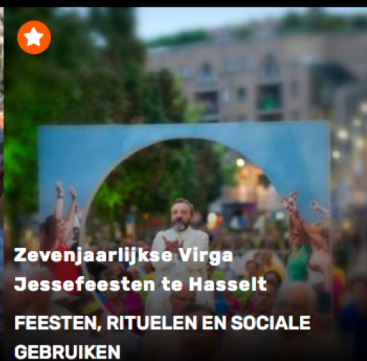 Zevenjaarlijkse Virga
Jessefeesten te Hasselt
FEESTEN, RITUELEN EN SOCIALE
GEBRUIKEN